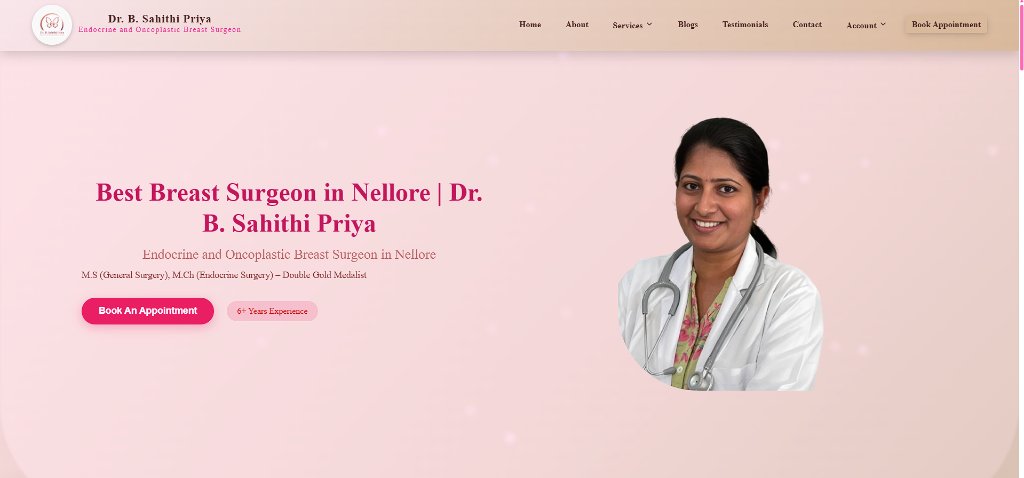 Dr. B. Sahithi Priya
Endocrine and Oncoplastic Breast Surgeon
Home
About
Services
Blogs
Testimonials
Contact
Account
Book Appointment
Best Breast Surgeon in Nellore | Dr.
B. Sahithi Priya
Endocrine and Oncoplastic Breast Surgeon in Nellore
M.S (General Surgery), M.Ch (Endocrine Surgery) – Double Gold Medalist
Book An Appointment
6+ Years Experience